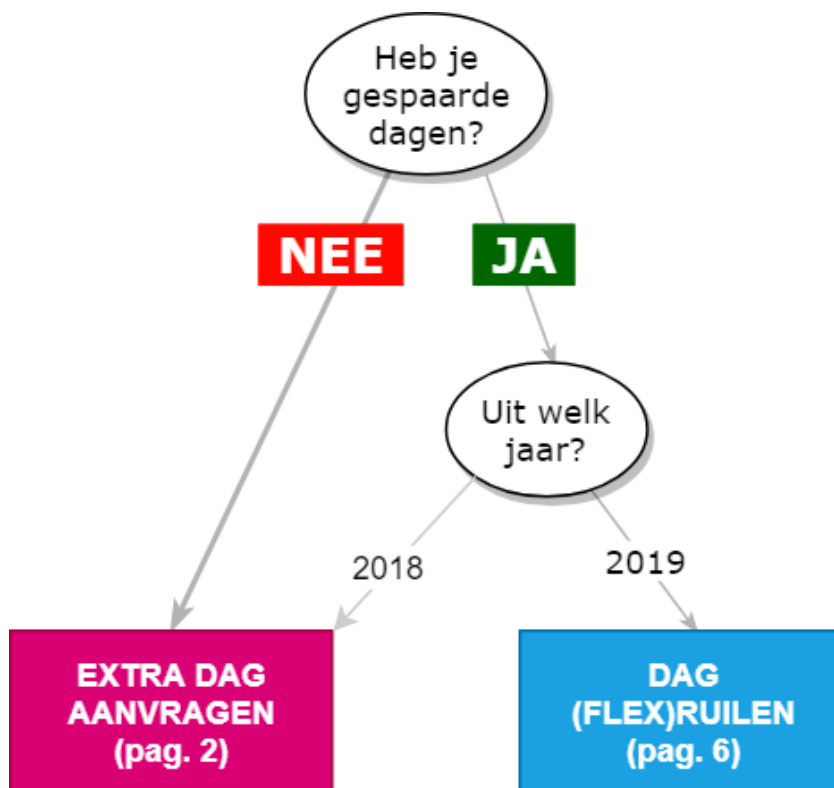 Heb je
gespaarde
dagen?
NEE
JA
Uit welk
jaar?
2018
2019
EXTRA DAG
AANVRAGEN
(pag. 2)
DAG
(FLEX)RUILEN
(pag. 6)